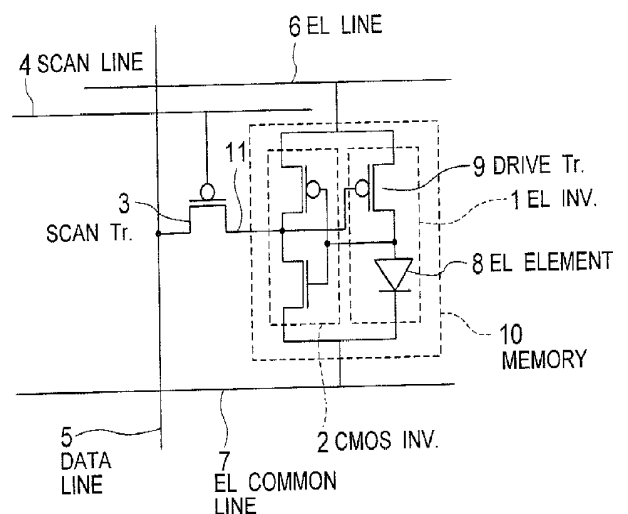 6 EL LINE
4 SCAN LINE
11
9 DRIVE Tr.
3
1 EL INV.
SCAN Tr.
8 EL ELEMENT
10
MEMORY
5
DATA
LINE
7
EL COMMON
LINE
2 CMOS INV.